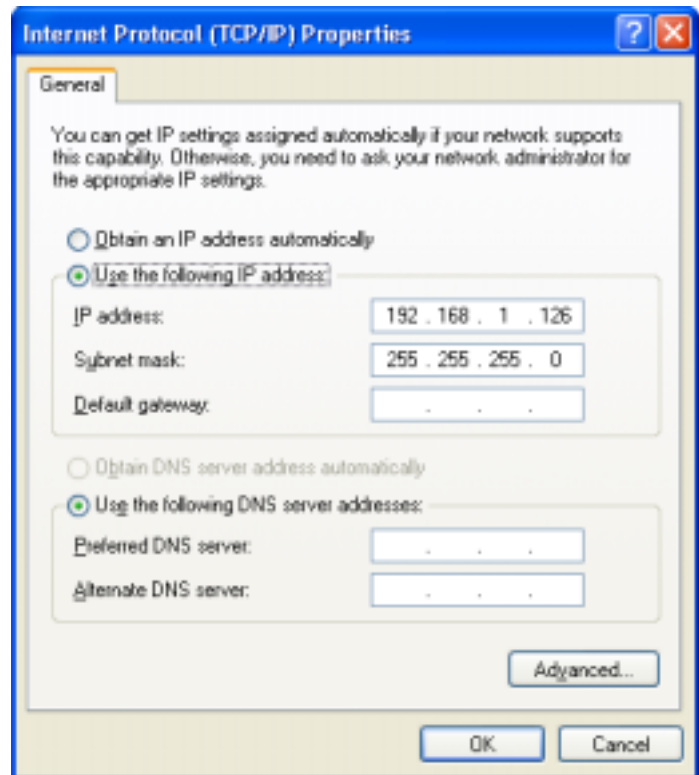 Internet Protocol (TCP/IP) Properties
General
You can get IP settings assigned automatically if your network supports
this capability. Otherwise, you need to ask your network administrator for
the appropriate IP settings.
Obtain an IP address automatically
Use the following IP address:
IP address: 192 . 168 . 1 . 126
Subnet mask: 255 . 255 . 255 . 0
Default gateway: . . .
Obtain DNS server address automatically
Use the following DNS server addresses:
Preferred DNS server: . . .
Alternate DNS server: . . .
Advanced...
OK Cancel